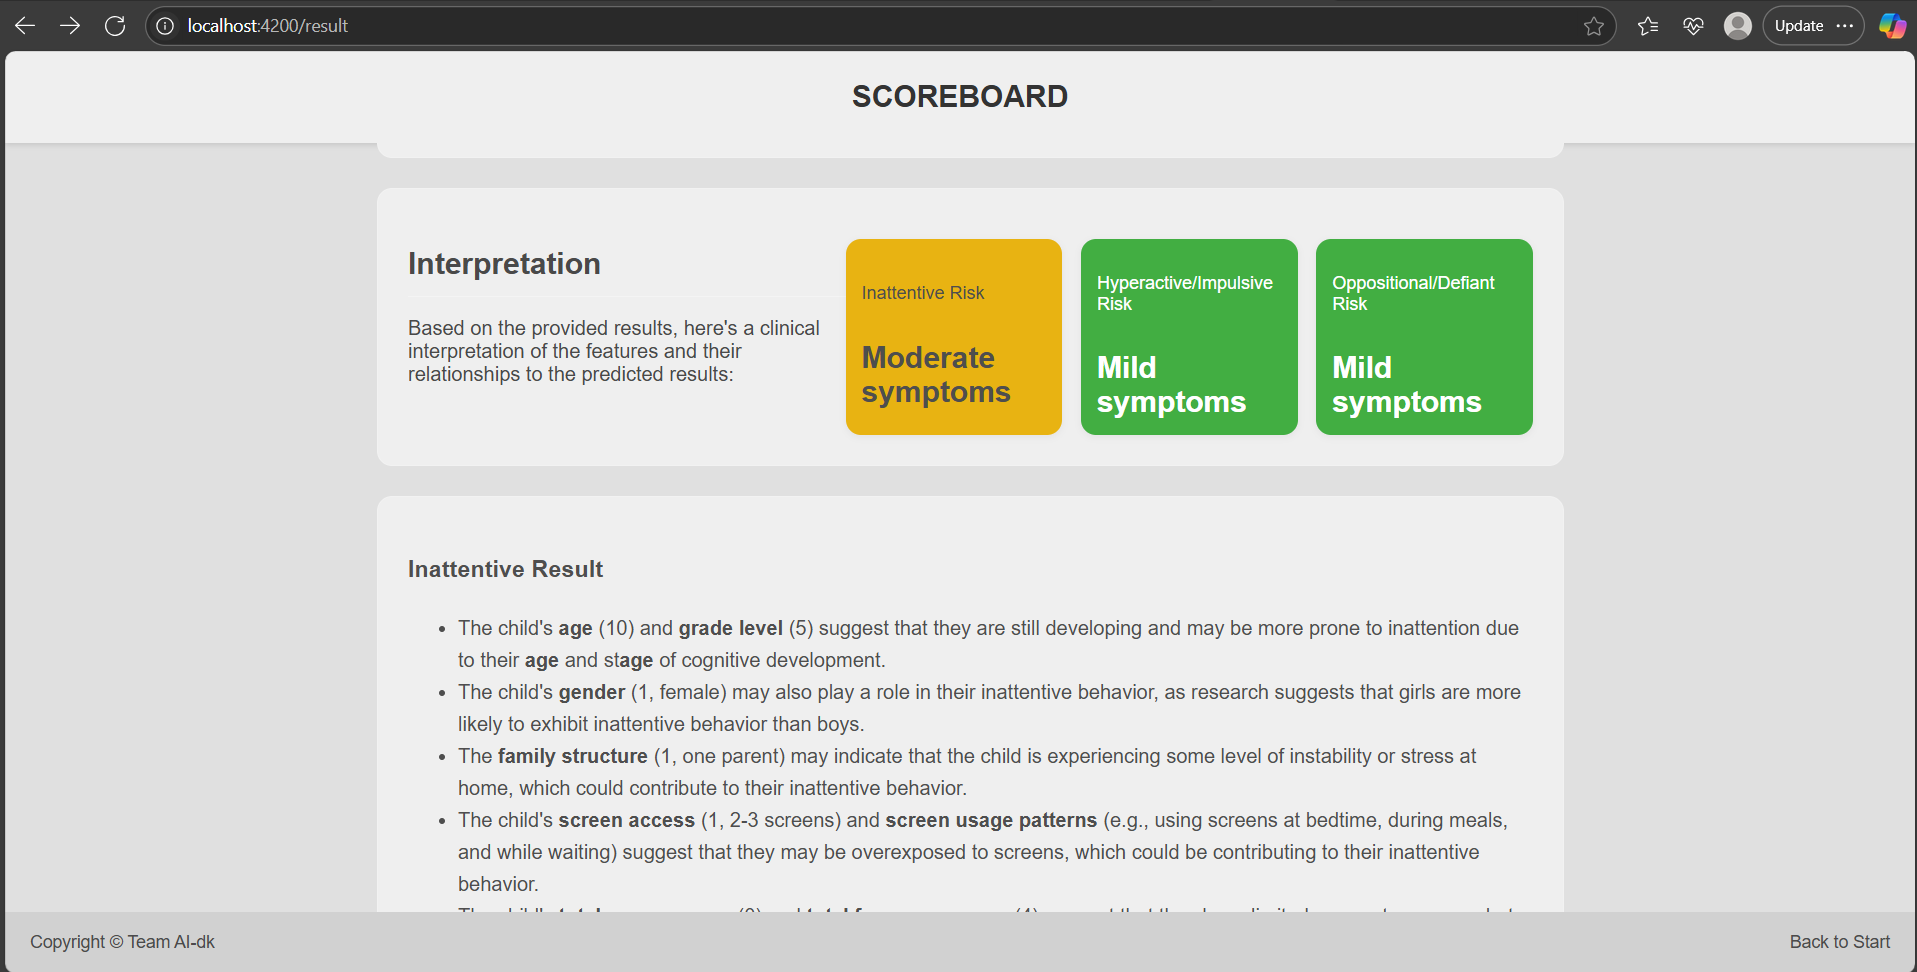 localhost:4200/result
Update
SCOREBOARD
Interpretation
Based on the provided results, here's a clinical
interpretation of the features and their
relationships to the predicted results:
Inattentive Risk
Moderate
symptoms
Hyperactive/Impulsive
Risk
Mild
symptoms
Oppositional/Defiant
Risk
Mild
symptoms
Inattentive Result
• The child's age (10) and grade level (5) suggest that they are still developing and may be more prone to inattention due
to their age and stage of cognitive development.
• The child's gender (1, female) may also play a role in their inattentive behavior, as research suggests that girls are more
likely to exhibit inattentive behavior than boys.
• The family structure (1, one parent) may indicate that the child is experiencing some level of instability or stress at
home, which could contribute to their inattentive behavior.
• The child's screen access (1, 2-3 screens) and screen usage patterns (e.g., using screens at bedtime, during meals,
and while waiting) suggest that they may be overexposed to screens, which could be contributing to their inattentive
behavior.
Copyright © Team AI-dk
Back to Start